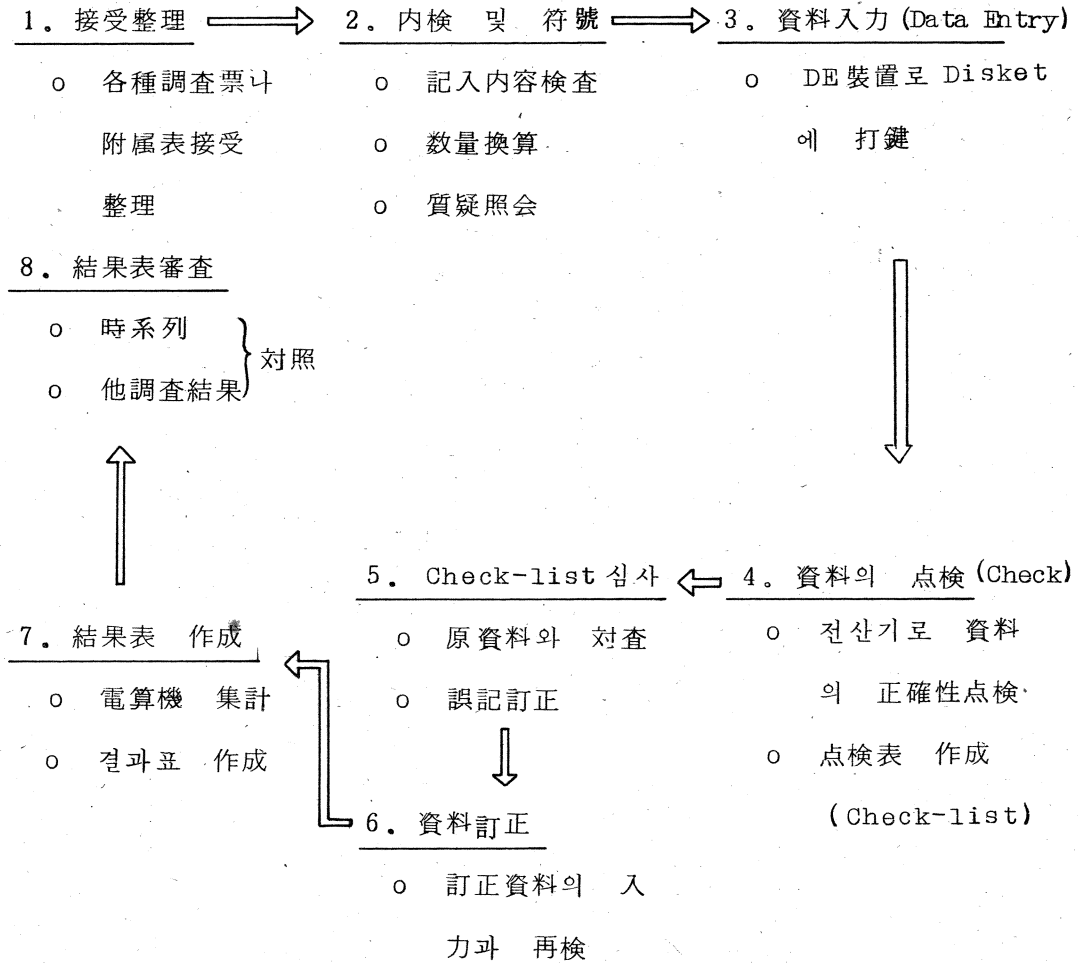 1. 接受整理
o 各種調査票나
附属表接受
整理
2. 内検 및 符號
o 記入内容検査
o 数量換算
o 質疑照会
3. 資料入力(Data Entry)
o DE裝置로 Disket
에 打鍵
4. 資料의 点検(Check)
o 전산기로 資料
의 正確性点検
o 点検表 作成
(Check-list)
5. Check-list 심사
o 原資料와 対査
o 誤記訂正
6. 資料訂正
o 訂正資料의 入
力과 再検
7. 結果表 作成
o 電算機 集計
o 결과표 作成
8. 結果表審査
o 時系列
o 他調査結果
対照